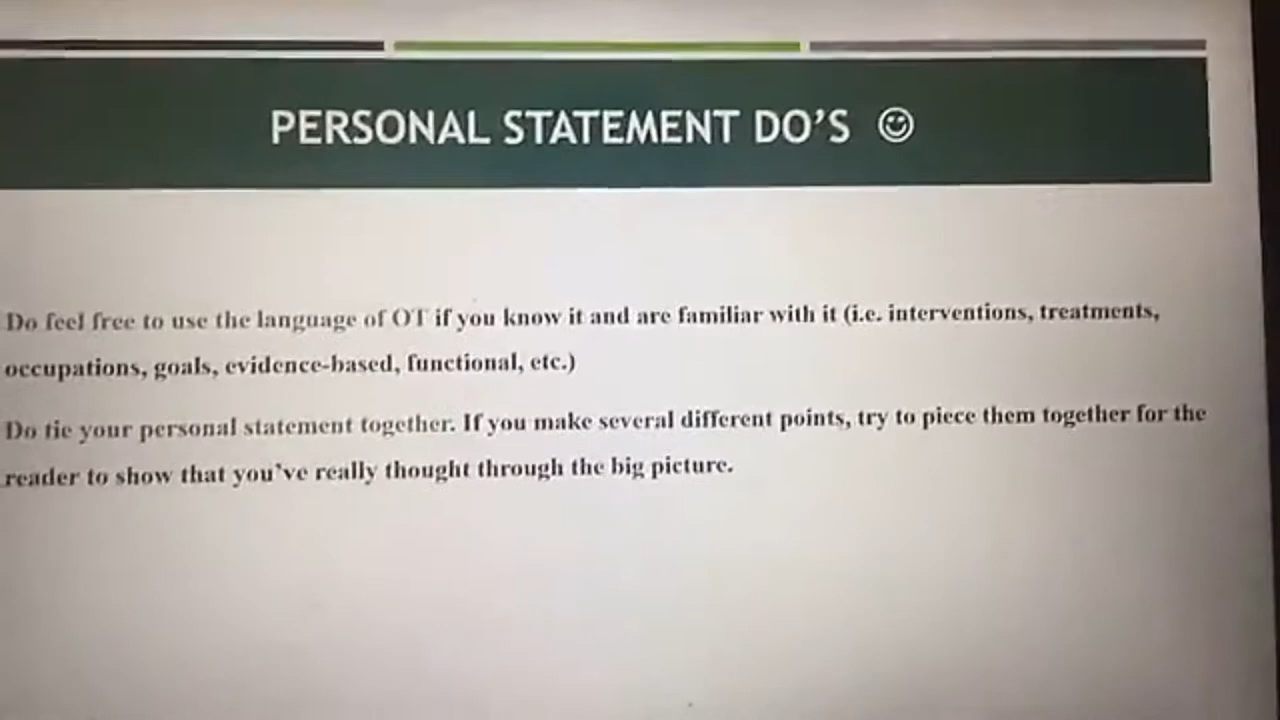 PERSONAL STATEMENT DO'S ☺
Do feel free to use the language of OT if you know it and are familiar with it (i.e. interventions, treatments,
occupations, goals, evidence-based, functional, etc.)
Do tie your personal statement together. If you make several different points, try to piece them together for the
reader to show that you've really thought through the big picture.